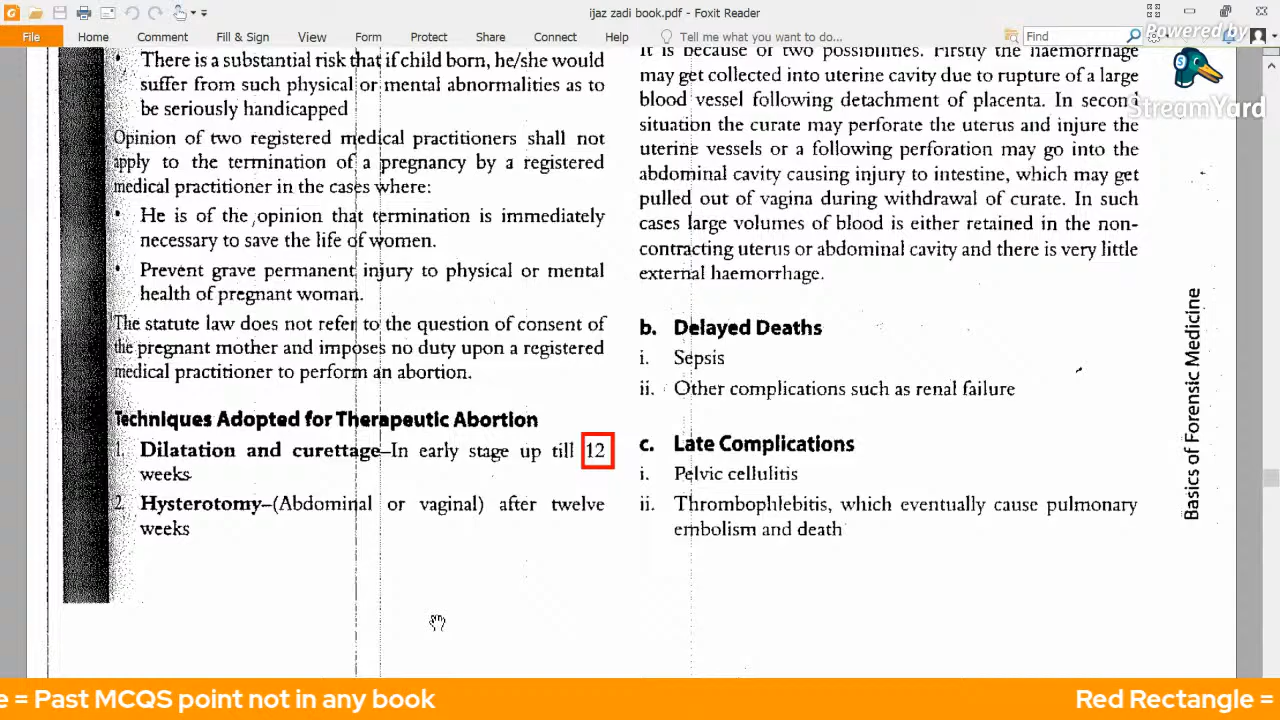 ijaz zadi book.pdf - Foxit Reader
File Home Comment Fill & Sign View Form Protect Share Connect Help Tell me what you want to do.. Find
Powered by
StreamYard
• There is a substantial risk that if child born, he/she would
suffer from such physical or mental abnormalities as to
be seriously handicapped
Opinion of two registered medical practitioners shall not
apply to the termination of a pregnancy by a registered
medical practitioner in the cases where:
• He is of the opinion that termination is immediately
necessary to save the life of women.
• Prevent grave permanent injury to physical or mental
health of pregnant woman.
The statute law does not refer to the question of consent of
the pregnant mother and imposes no duty upon a registered
medical practitioner to perform an abortion.
Techniques Adopted for Therapeutic Abortion
1. Dilatation and curettage–In early stage up till 12
weeks
2. Hysterotomy–(Abdominal or vaginal) after twelve
weeks
It is because of two possibilities. Firstly the haemorrhage
may get collected into uterine cavity due to rupture of a large
blood vessel following detachment of placenta. In second
situation the curate may perforate the uterus and injure the
uterine vessels or a following perforation may go into the
abdominal cavity causing injury to intestine, which may get
pulled out of vagina during withdrawal of curate. In such
cases large volumes of blood is either retained in the non-
contracting uterus or abdominal cavity and there is very little
external haemorrhage.
b. Delayed Deaths
i. Sepsis
ii. Other complications such as renal failure
c. Late Complications
i. Pelvic cellulitis
ii. Thrombophlebitis, which eventually cause pulmonary
embolism and death
Basics of Forensic Medicine
e = Past MCQS point not in any book
Red Rectangle =